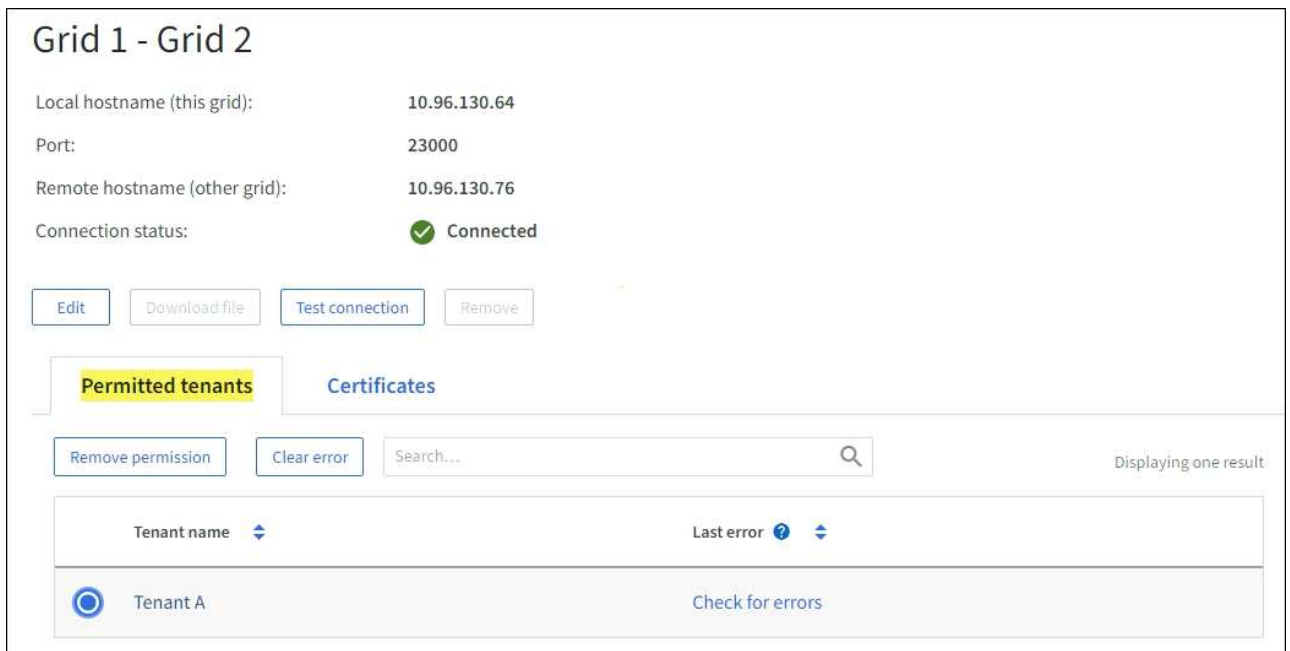 Grid 1 - Grid 2
Local hostname (this grid): 10.96.130.64
Port: 23000
Remote hostname (other grid): 10.96.130.76
Connection status: Connected
Edit Download file Test connection Remove
Permitted tenants Certificates
Remove permission Clear error Search... Displaying one result
Tenant name Last error ?
Tenant A Check for errors